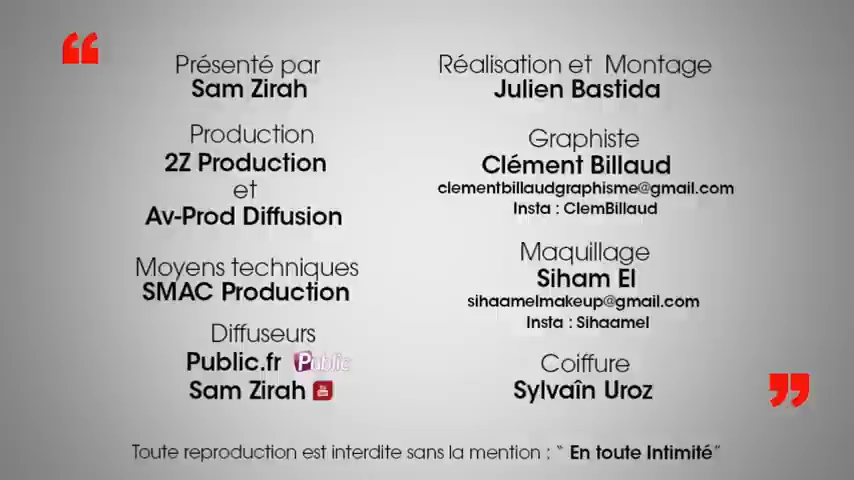 Présenté par
Sam Zirah
Production
2Z Production
et
Av-Prod Diffusion
Moyens techniques
SMAC Production
Diffuseurs
Public.fr Public
Sam Zirah
Réalisation et Montage
Julien Bastida
Graphiste
Clément Billaud
clementbillaudgraphisme@gmail.com
Insta : ClemBillaud
Maquillage
Siham El
sihaamelmakeup@gmail.com
Insta : Sihaamel
Coiffure
Sylvaîn Uroz
Toute reproduction est interdite sans la mention : “ En toute Intimité”